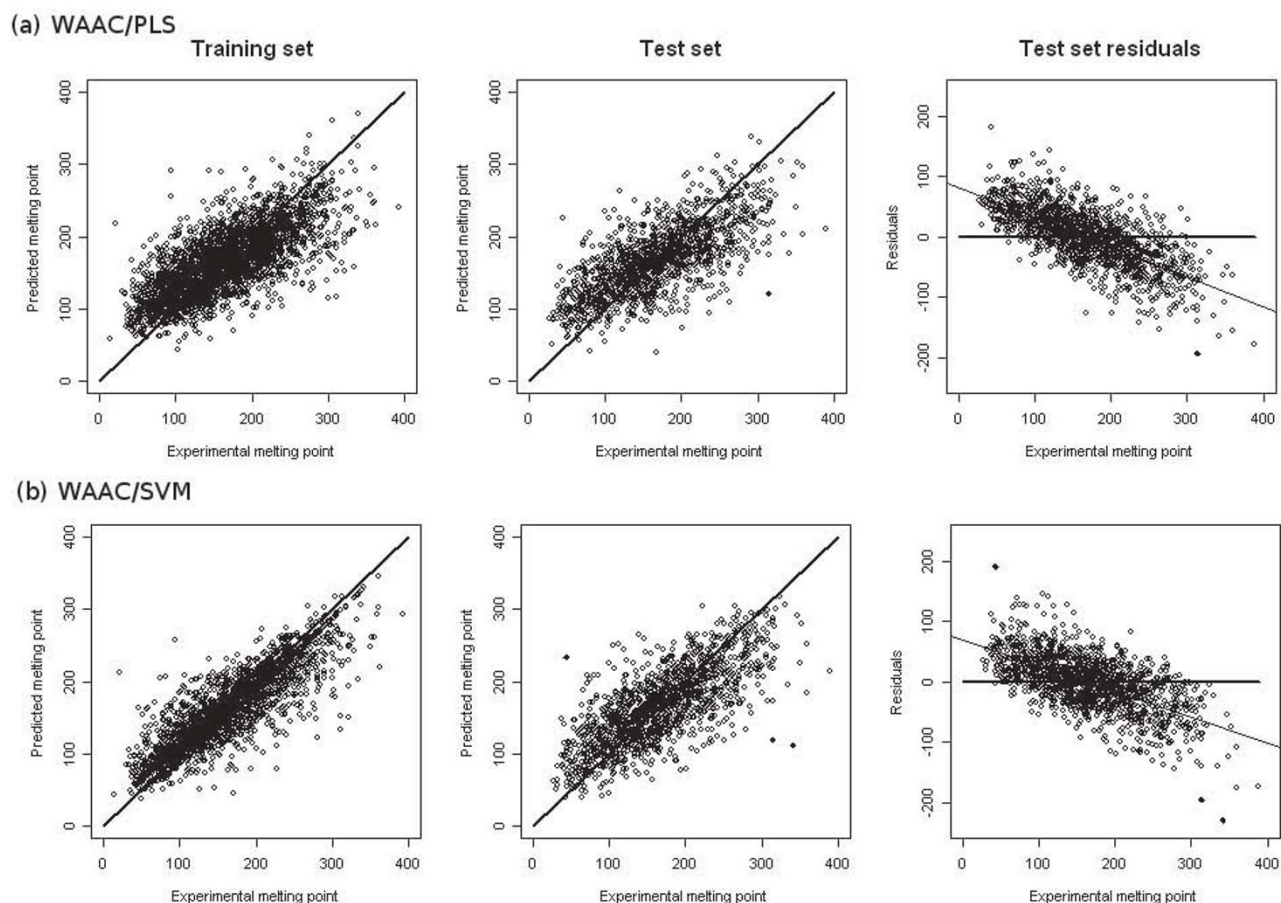 (a) WAAC/PLS
Training set
Test set
Test set residuals
Predicted melting point
0 100 200 300 400
0 100 200 300 400
Experimental melting point
Predicted melting point
0 100 200 300 400
0 100 200 300 400
Experimental melting point
Residuals
-200 -100 0 100 200
0 100 200 300 400
Experimental melting point
(b) WAAC/SVM
Predicted melting point
0 100 200 300 400
0 100 200 300 400
Experimental melting point
Predicted melting point
0 100 200 300 400
0 100 200 300 400
Experimental melting point
Residuals
-200 -100 0 100 200
0 100 200 300 400
Experimental melting point